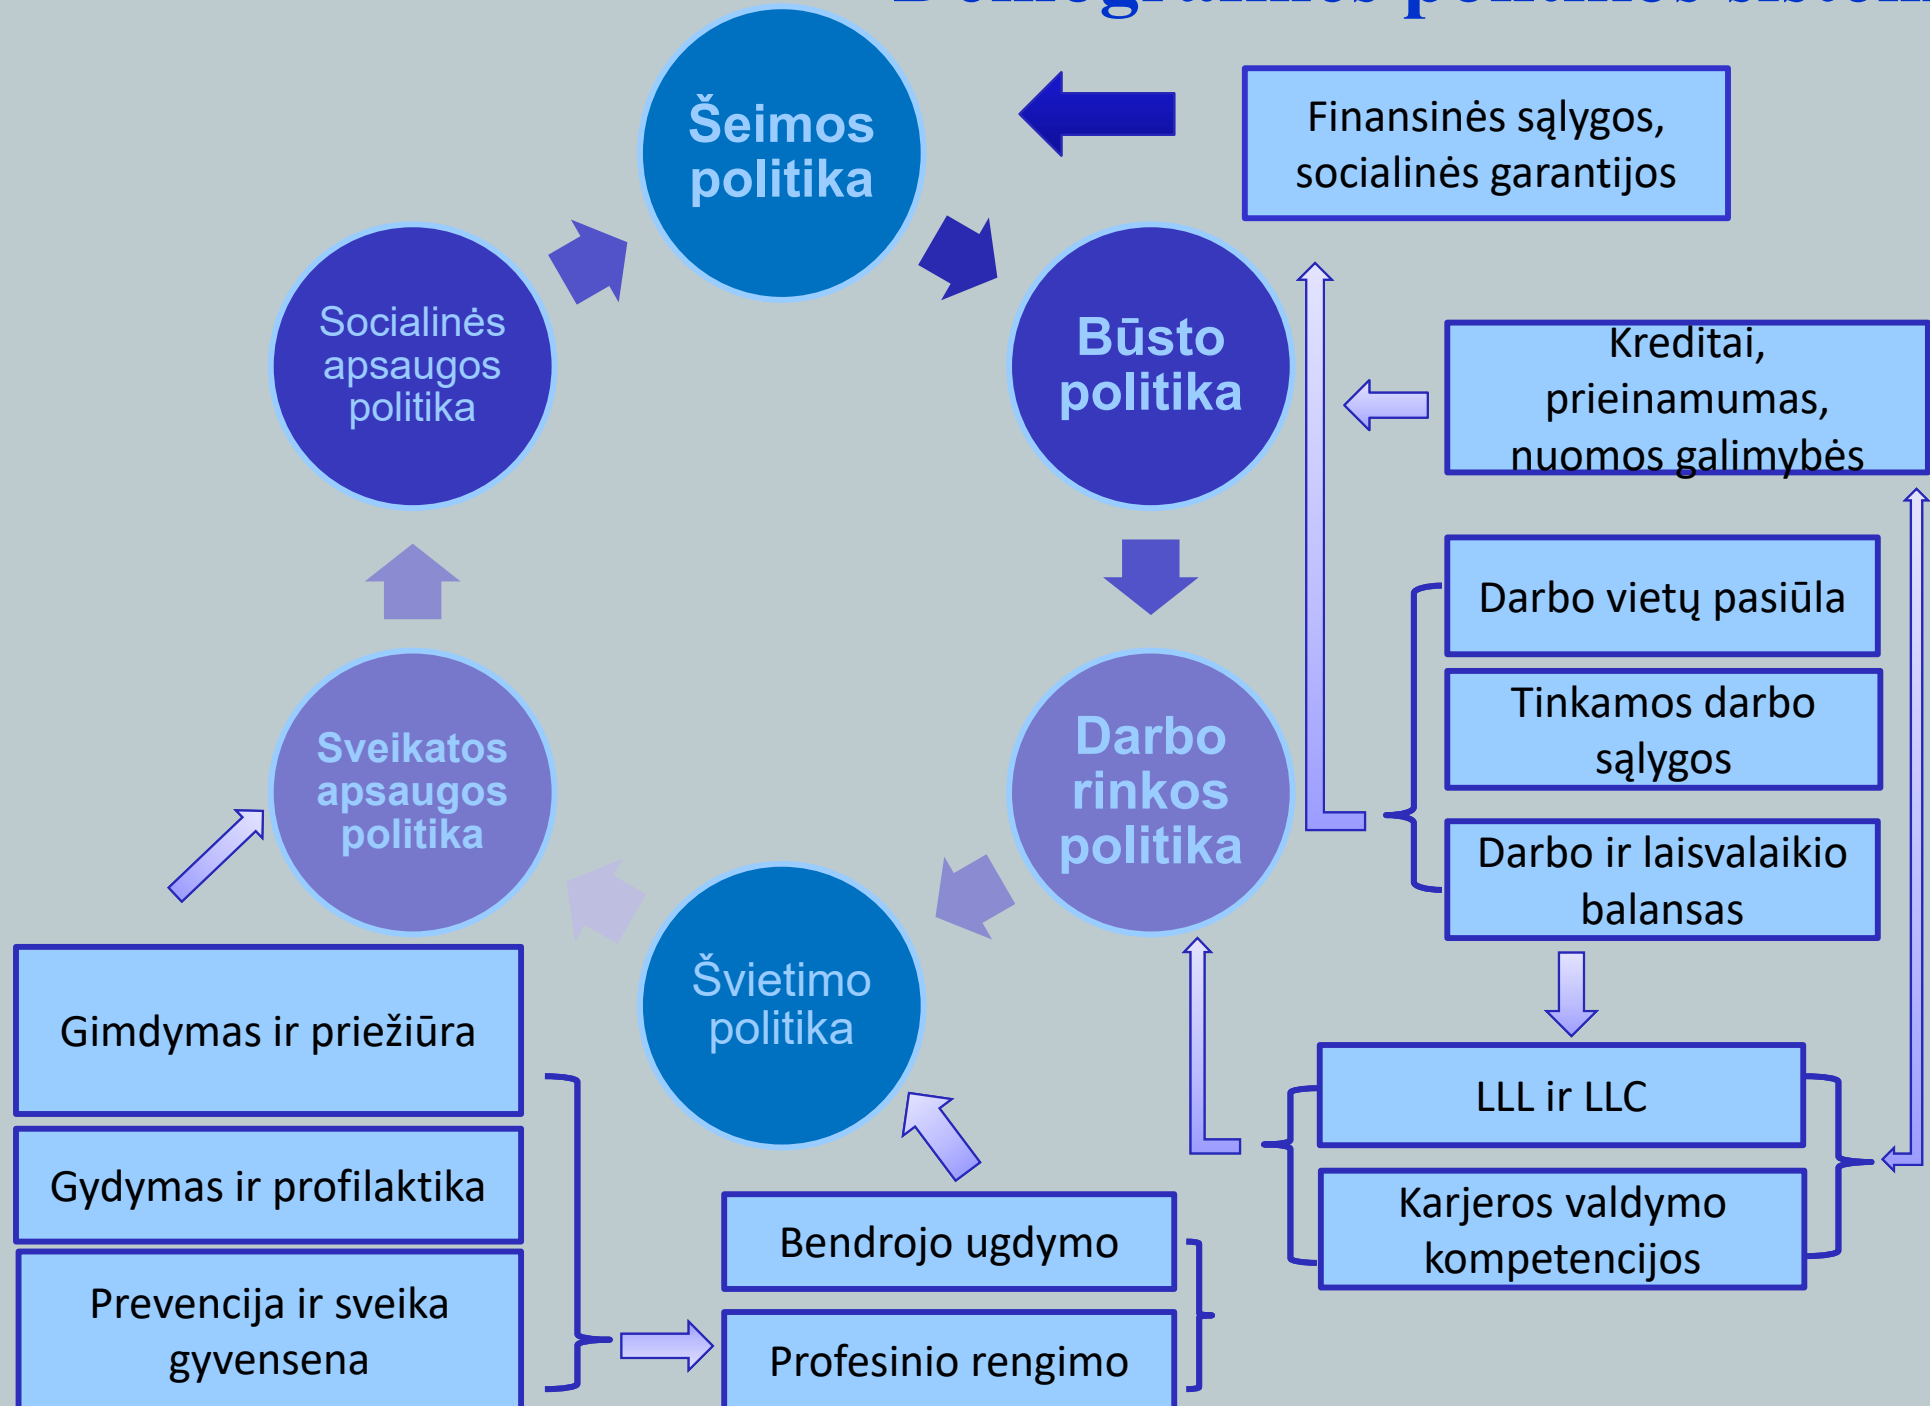 Šeimos
politika
Finansinės sąlygos,
socialinės garantijos
Socialinės
apsaugos
politika
Būsto
politika
Kreditai,
prieinamumas,
nuomos galimybės
Darbo vietų pasiūla
Tinkamos darbo
sąlygos
Darbo ir laisvalaikio
balansas
Sveikatos
apsaugos
politika
Darbo
rinkos
politika
Švietimo
politika
Gimdymas ir priežiūra
Gydymas ir profilaktika
Prevencija ir sveika
gyvensena
LLL ir LLC
Karjeros valdymo
kompetencijos
Bendrojo ugdymo
Profesinio rengimo